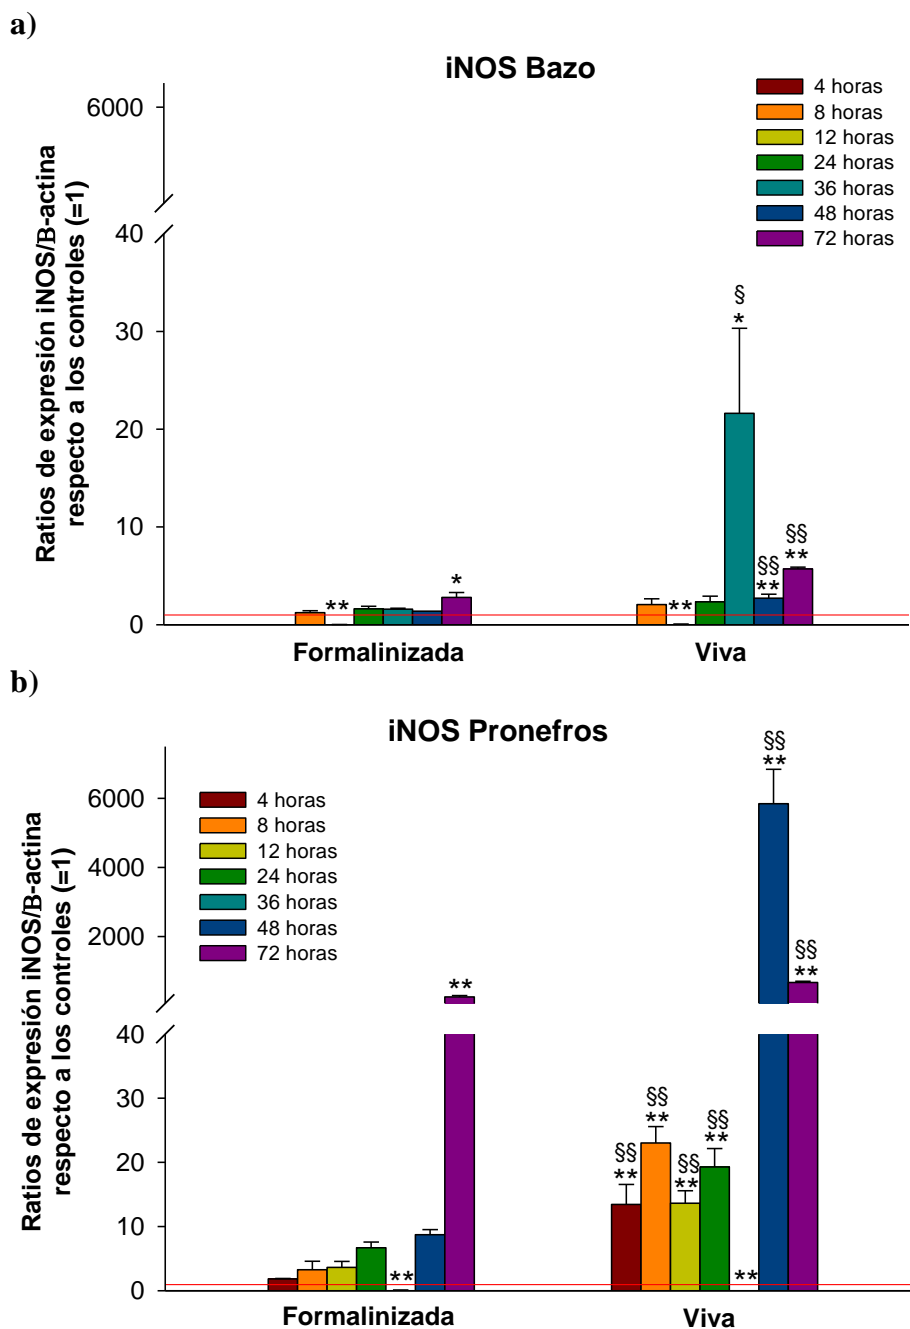 a)
iNOS Bazo
Ratios de expresión iNOS/B-actina
respecto a los controles (=1)
6000
40
30
20
10
0
4 horas
8 horas
12 horas
24 horas
36 horas
48 horas
72 horas
**
*
**
§
*
§§
**
§§
**
Formalinizada
Viva
b)
iNOS Pronefros
Ratios de expresión iNOS/B-actina
respecto a los controles (=1)
6000
4000
2000
40
30
20
10
0
4 horas
8 horas
12 horas
24 horas
36 horas
48 horas
72 horas
**
**
§§
**
§§
**
§§
**
§§
**
**
§§
**
§§
**
Formalinizada
Viva